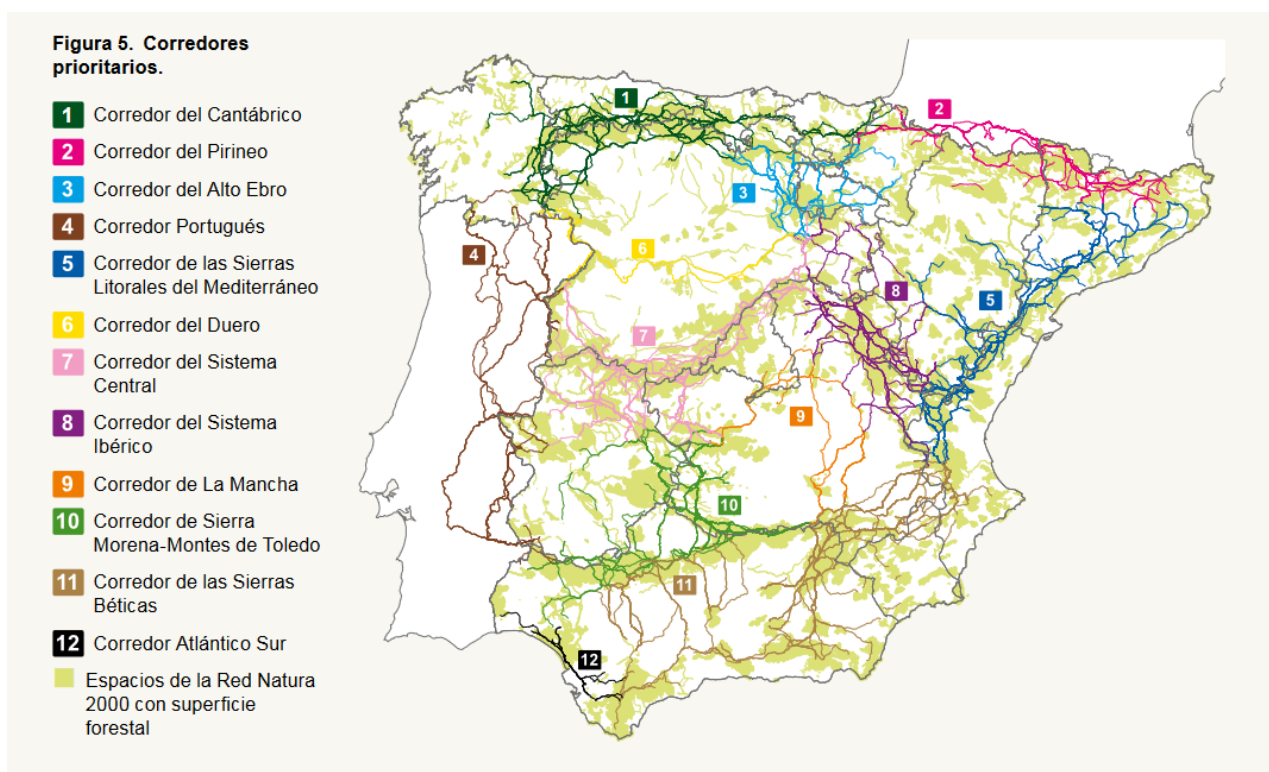 Figura 5. Corredores
prioritarios.
1 Corredor del Cantábrico
2 Corredor del Pirineo
3 Corredor del Alto Ebro
4 Corredor Portugués
5 Corredor de las Sierras
Litorales del Mediterráneo
6 Corredor del Duero
7 Corredor del Sistema
Central
8 Corredor del Sistema
Ibérico
9 Corredor de La Mancha
10 Corredor de Sierra
Morena-Montes de Toledo
11 Corredor de las Sierras
Béticas
12 Corredor Atlántico Sur
Espacios de la Red Natura
2000 con superficie
forestal
1
2
3
4
6
8
5
7
9
10
11
12